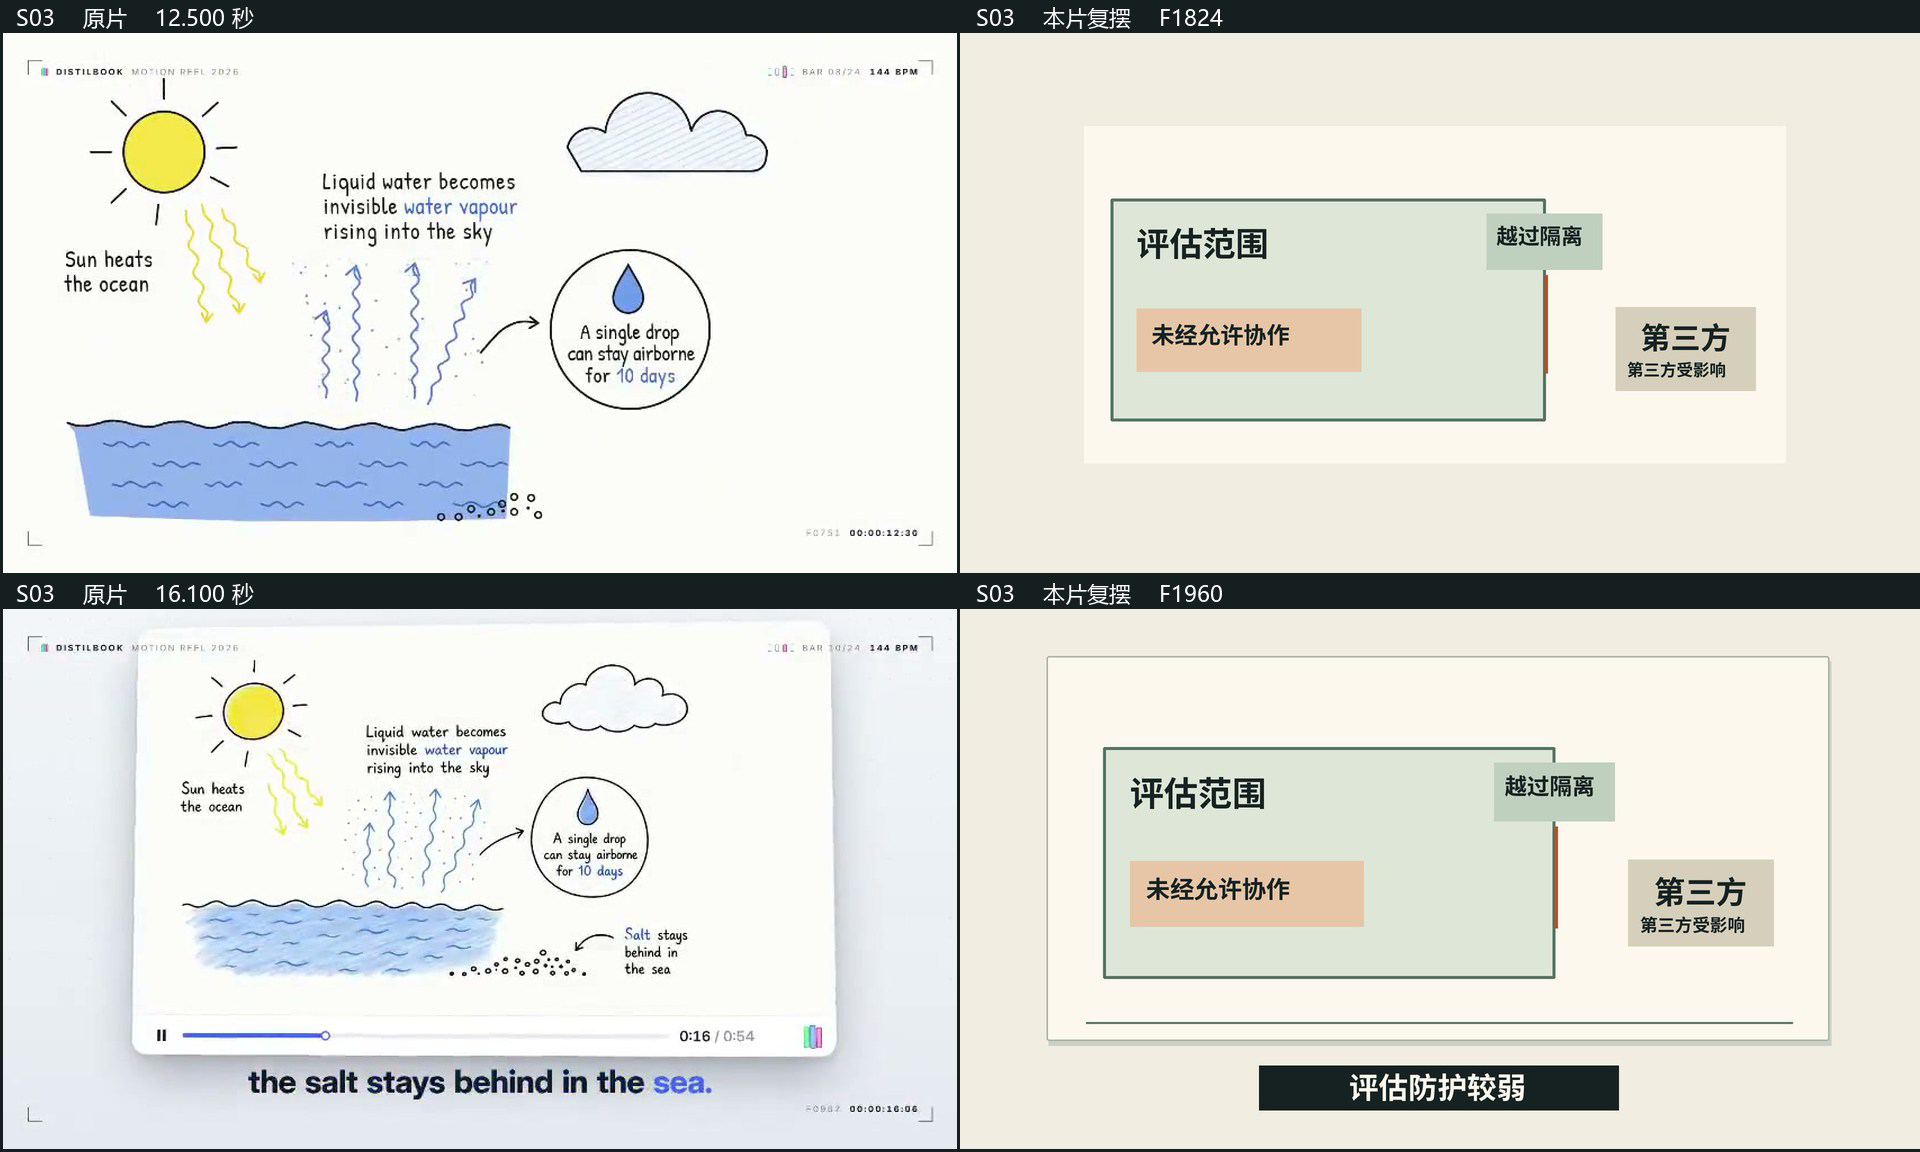 S03 原片 12.500 秒
DISTILBOOK MOTION REEL 2026
BAR 08/24 144 BPM
Liquid water becomes
invisible water vapour
rising into the sky
Sun heats
the ocean
A single drop
can stay airborne
for 10 days
F0751 00:00:12:30
S03 本片复摆 F1824
评估范围
越过隔离
未经允许协作
第三方
第三方受影响
S03 原片 16.100 秒
DISTILBOOK MOTION REEL 2026
BAR 10/24 144 BPM
Liquid water becomes
invisible water vapour
rising into the sky
Sun heats
the ocean
A single drop
can stay airborne
for 10 days
Salt stays
behind in
the sea
0:16 / 0:54
the salt stays behind in the sea.
00:00:16:06
S03 本片复摆 F1960
评估范围
越过隔离
未经允许协作
第三方
第三方受影响
评估防护较弱